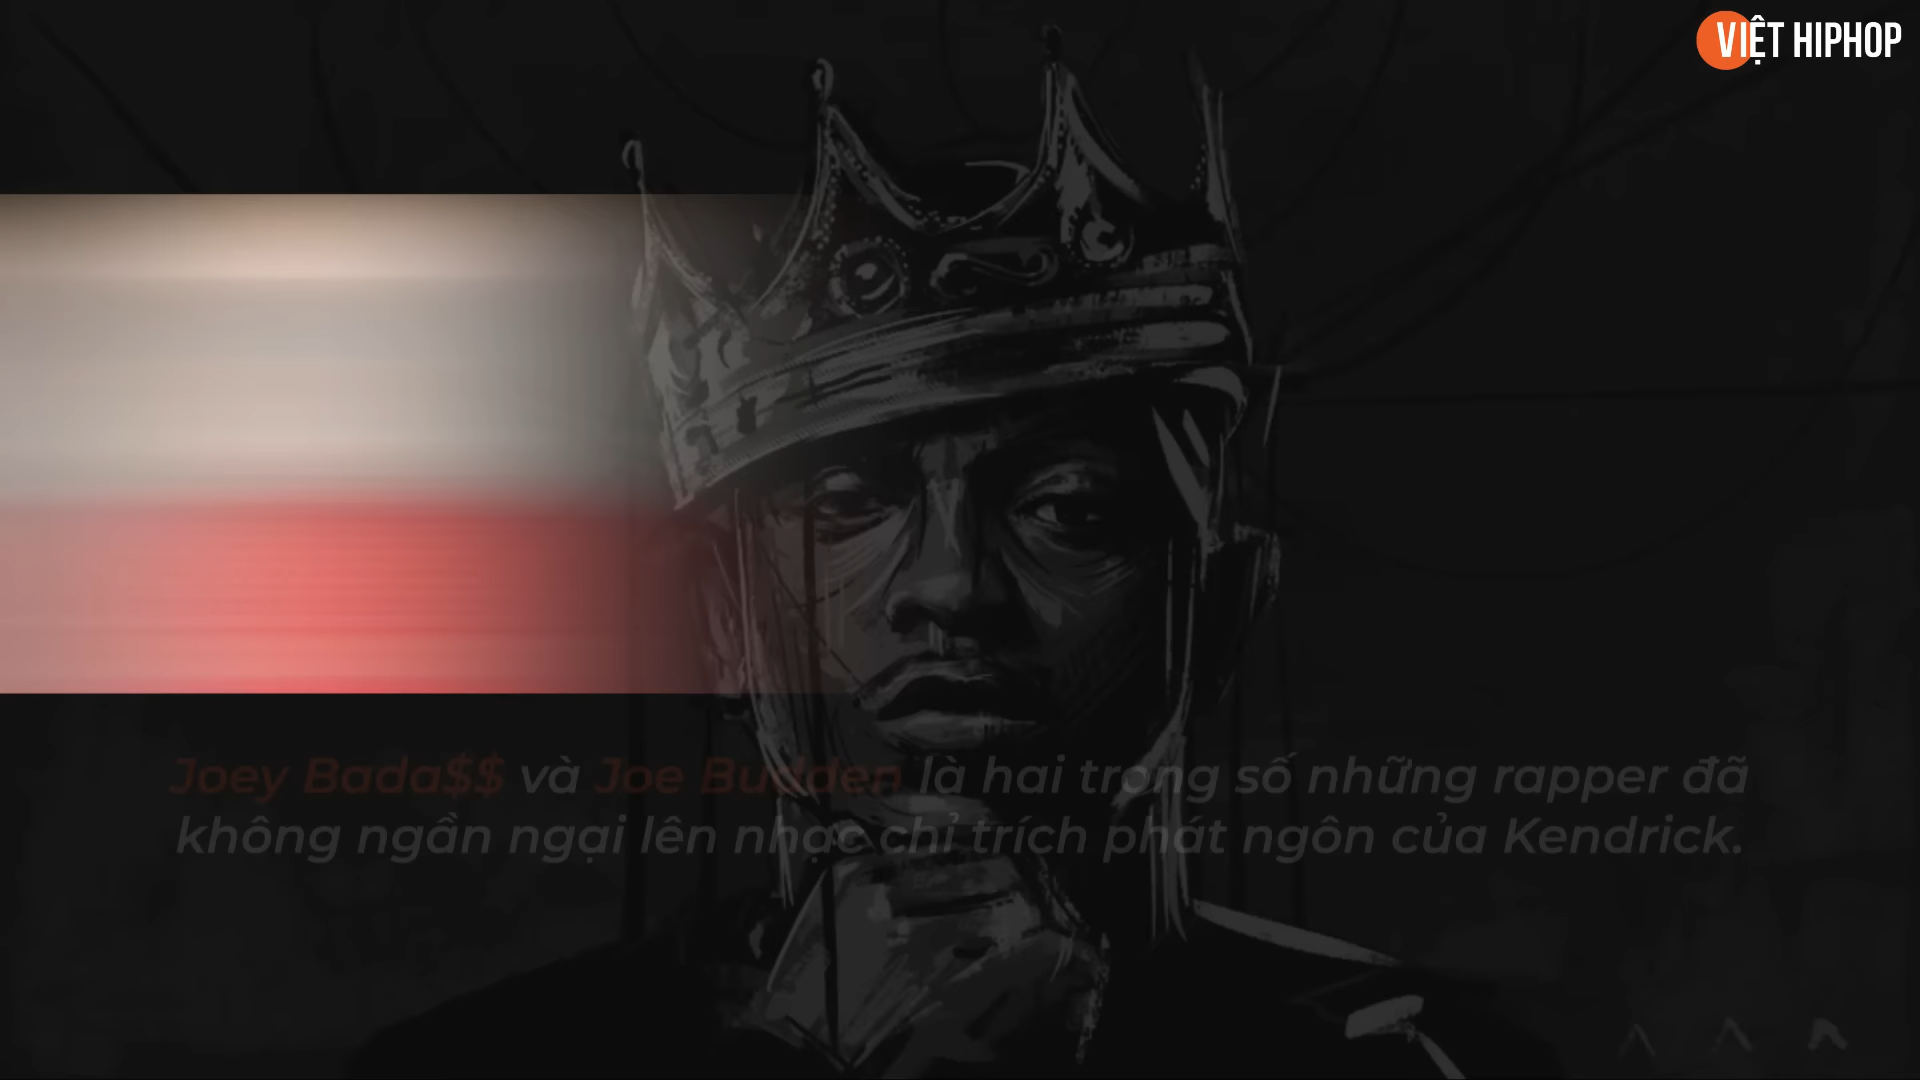 VIỆT HIPHOP
Joey Bada$$ và Joe Budden là hai trong số những rapper đã
không ngần ngại lên nhạc chỉ trích phát ngôn của Kendrick.